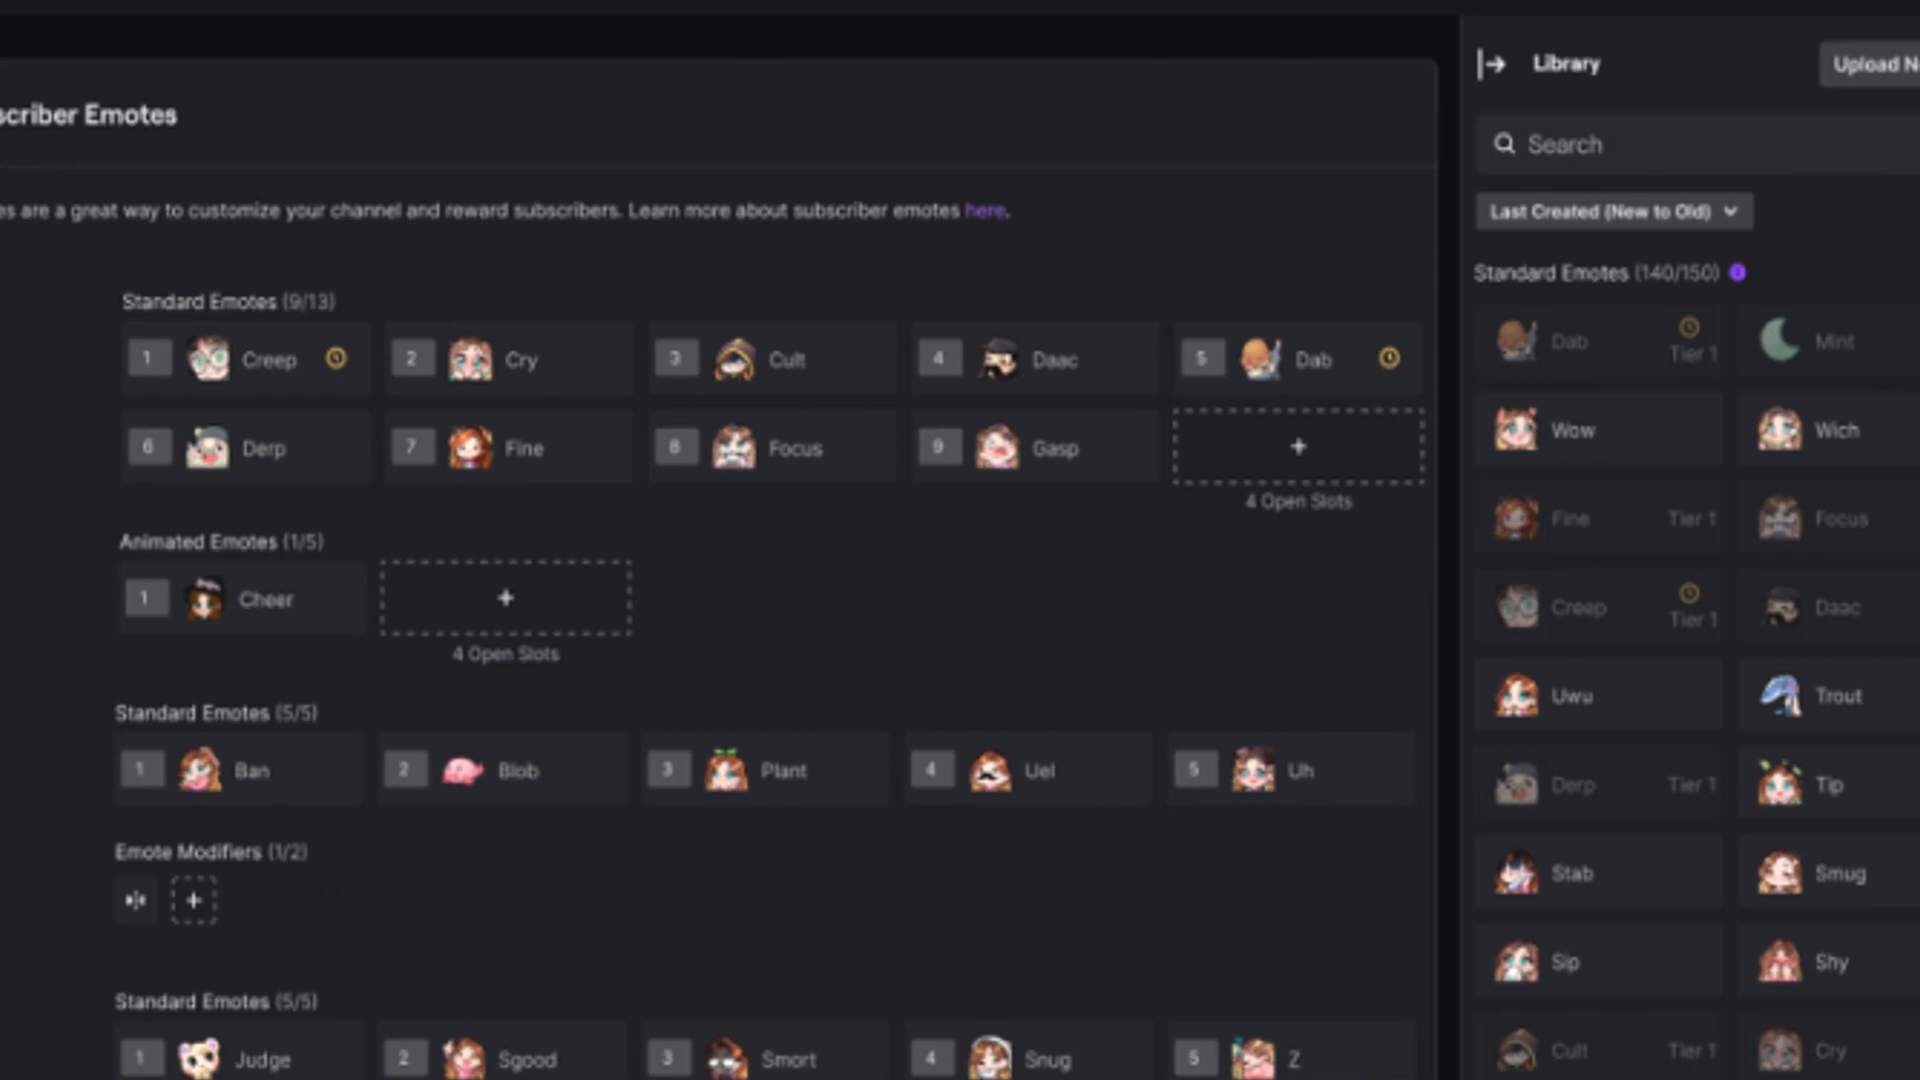 scriber Emotes
es are a great way to customize your channel and reward subscribers. Learn more about subscriber emotes here.
Standard Emotes (9/13)
1 Creep 2 Cry 3 Cult 4 Daac 5 Dab
6 Derp 7 Fine 8 Focus 9 Gasp +
4 Open Slots
Animated Emotes (1/5)
1 Cheer +
4 Open Slots
Standard Emotes (5/5)
1 Ban 2 Blob 3 Plant 4 Uel 5 Uh
Emote Modifiers (1/2)
+
Standard Emotes (5/5)
1 Judge 2 Sgood 3 Smort 4 Snug 5 Z
Library
Upload N
Search
Last Created (New to Old)
Standard Emotes (140/150)
Dab Tier 1 Mint
Wow Wich
Fine Tier 1 Focus
Creep Tier 1 Daac
Uwu Trout
Derp Tier 1 Tip
Stab Smug
Sip Shy
Cult Tier 1 Cry